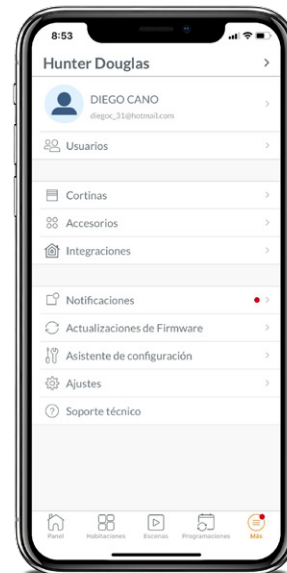 8:53
Hunter Douglas
DIEGO CANO
diegoc_31@hotmail.com
Usuarios
Cortinas
Accesorios
Integraciones
Notificaciones
Actualizaciones de Firmware
Asistente de configuración
Ajustes
Soporte técnico
Panel Habitaciones Escenas Programaciones Más